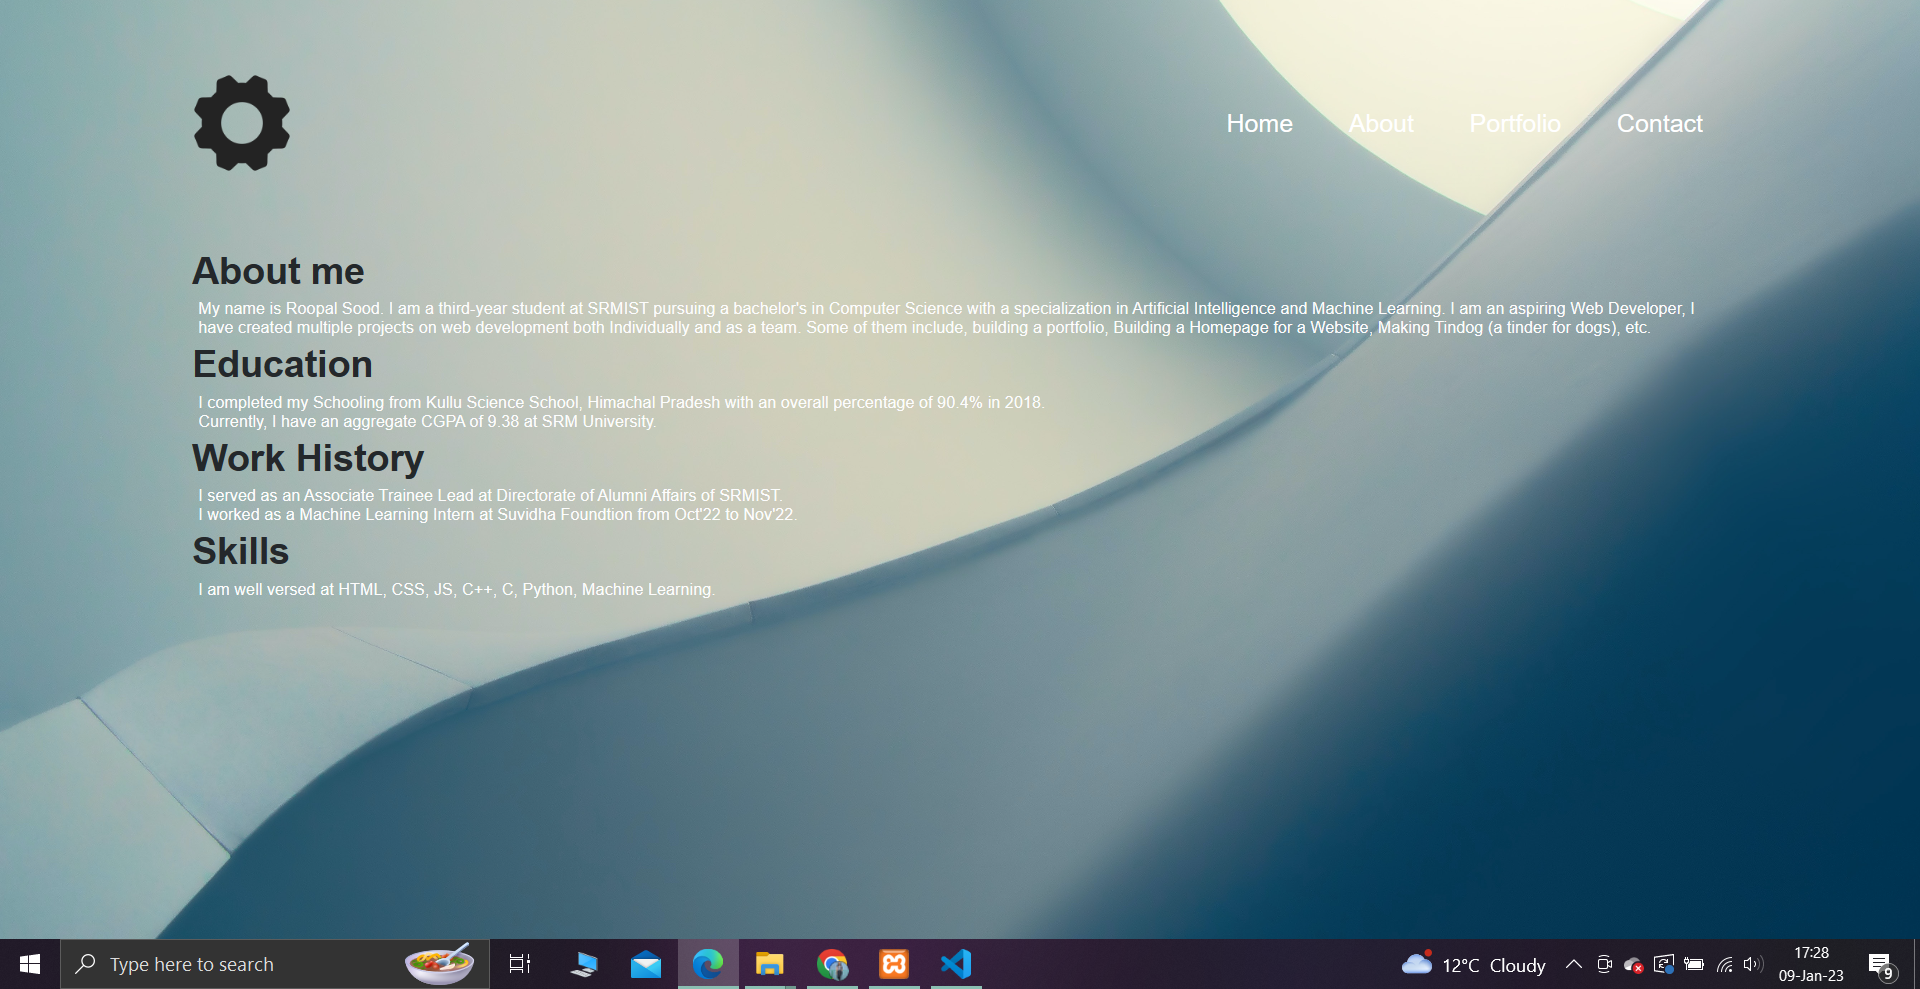 Home About Portfolio Contact
About me
My name is Roopal Sood. I am a third-year student at SRMIST pursuing a bachelor's in Computer Science with a specialization in Artificial Intelligence and Machine Learning. I am an aspiring Web Developer, I
have created multiple projects on web development both Individually and as a team. Some of them include, building a portfolio, Building a Homepage for a Website, Making Tindog (a tinder for dogs), etc.
Education
I completed my Schooling from Kullu Science School, Himachal Pradesh with an overall percentage of 90.4% in 2018.
Currently, I have an aggregate CGPA of 9.38 at SRM University.
Work History
I served as an Associate Trainee Lead at Directorate of Alumni Affairs of SRMIST.
I worked as a Machine Learning Intern at Suvidha Foundtion from Oct'22 to Nov'22.
Skills
I am well versed at HTML, CSS, JS, C++, C, Python, Machine Learning.
Type here to search
12°C Cloudy
17:28
09-Jan-23
9